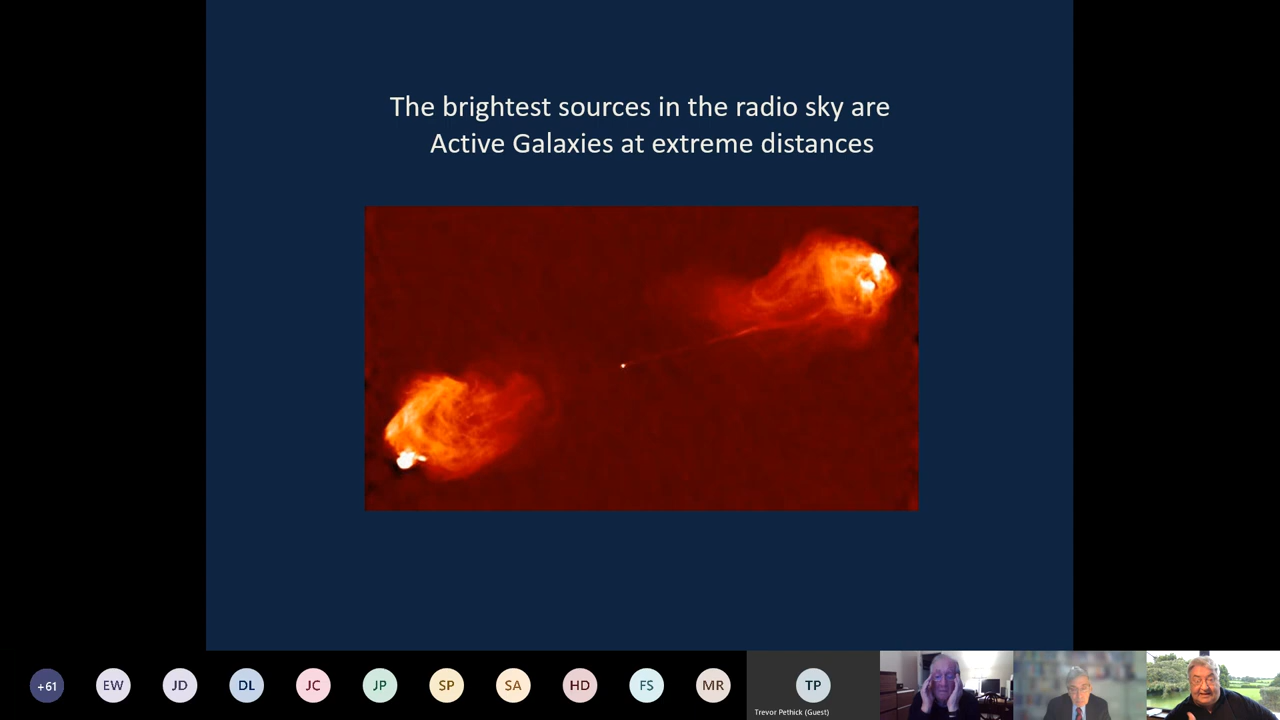 The brightest sources in the radio sky are
Active Galaxies at extreme distances
+61
EW
JD
DL
JC
JP
SP
SA
HD
FS
MR
TP
Trevor Pethick (Guest)